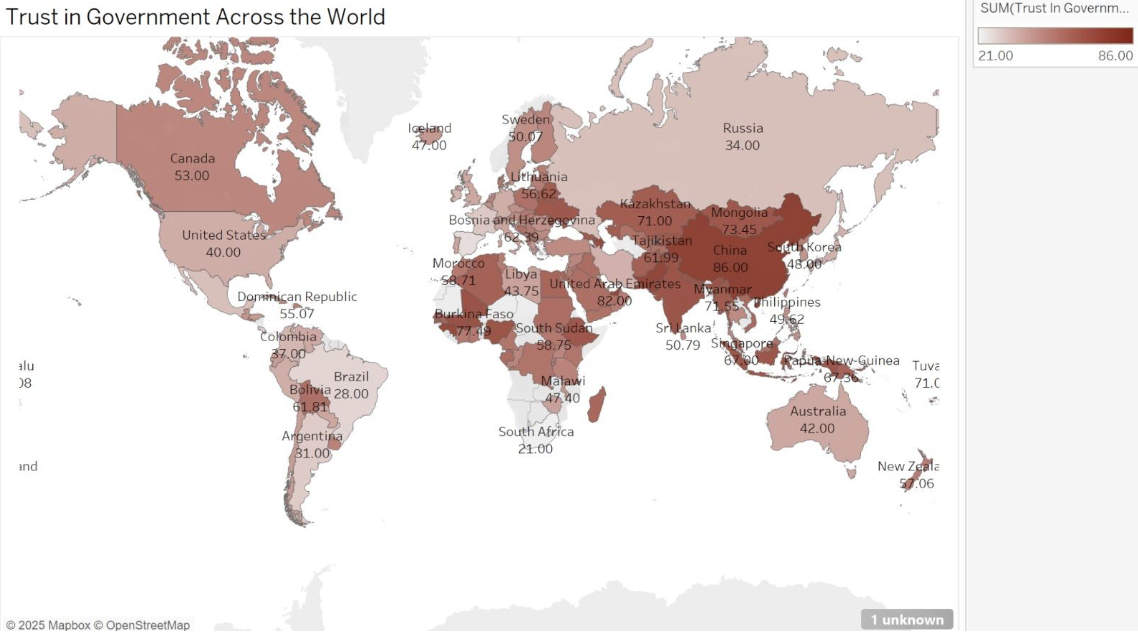 Trust in Government Across the World
SUM(Trust In Governm...
21.00 86.00
Iceland
47.00
Sweden
50.07
Russia
34.00
Canada
53.00
Lithuania
56.62
Kazakhstan
71.00
Mongolia
73.45
Bosnia and Herzegovina
62.39
United States
40.00
Tajikistan
61.99
China
86.00
South Korea
48.00
Morocco
58.71
Libya
43.75
United Arab Emirates
82.00
Myanmar
71.55
Dominican Republic
55.07
Philippines
49.62
Burkina Faso
77.49
South Sudan
58.75
Sri Lanka
50.79
Colombia
37.00
Singapore
67.00
Papua New-Guinea
67.36
alu
08
Tuva
71.0
Brazil
28.00
Bolivia
61.81
Malawi
47.40
Australia
42.00
Argentina
31.00
South Africa
21.00
and
New Zeala
57.06
© 2025 Mapbox © OpenStreetMap
1 unknown